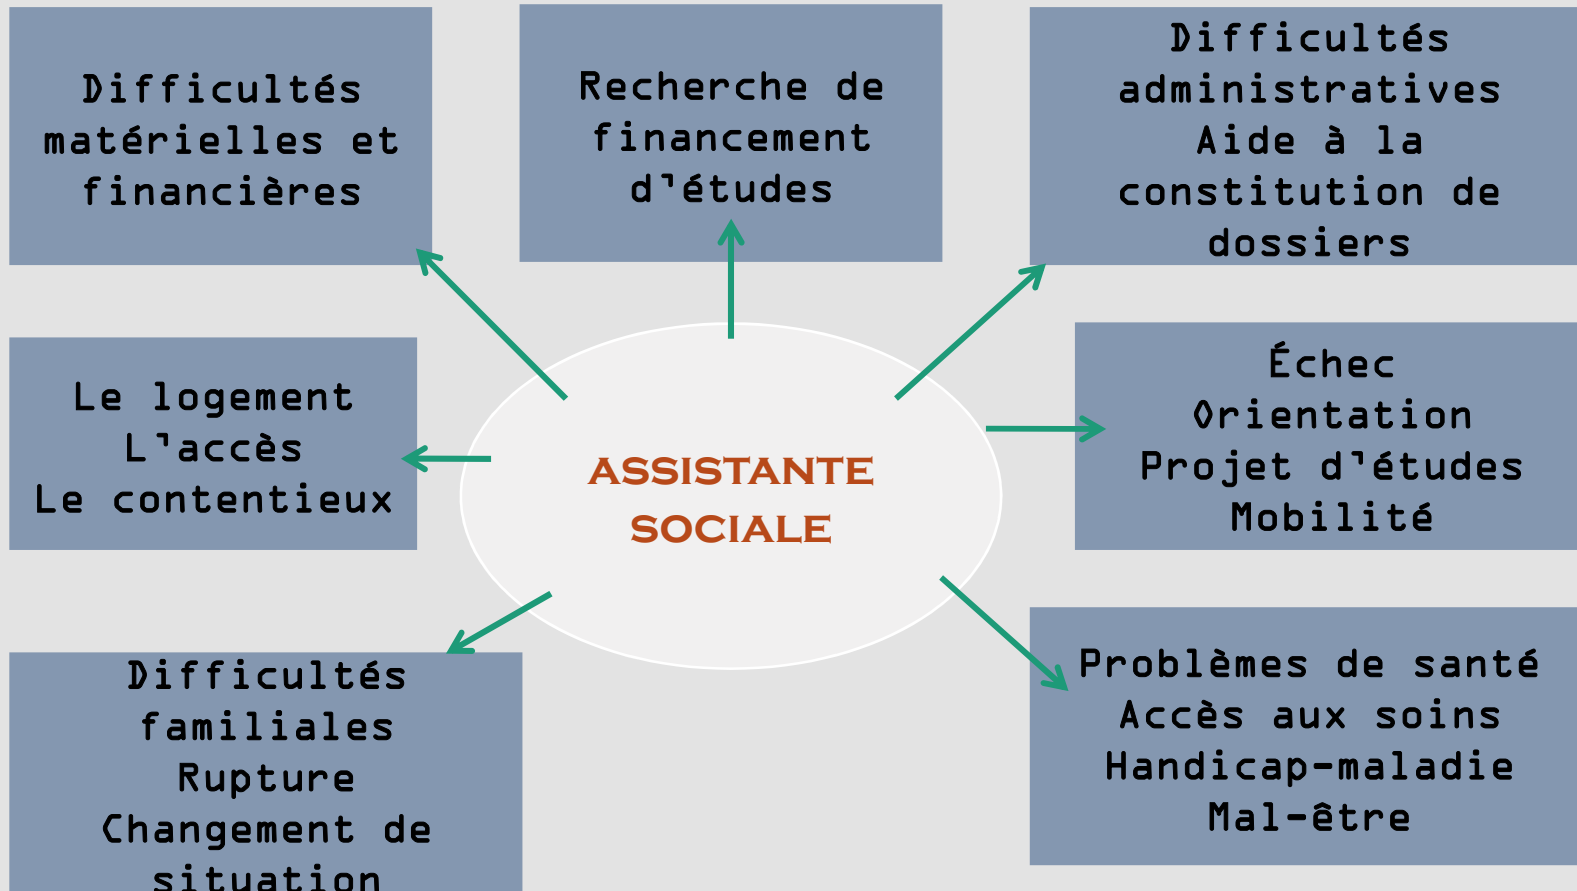 Difficultés
matérielles et
financières
Recherche de
financement
d'études
Difficultés
administratives
Aide à la
constitution de
dossiers
Le logement
L'accès
Le contentieux
ASSISTANTE
SOCIALE
Échec
Orientation
Projet d'études
Mobilité
Difficultés
familiales
Rupture
Changement de
situation
Problèmes de santé
Accès aux soins
Handicap-maladie
Mal-être